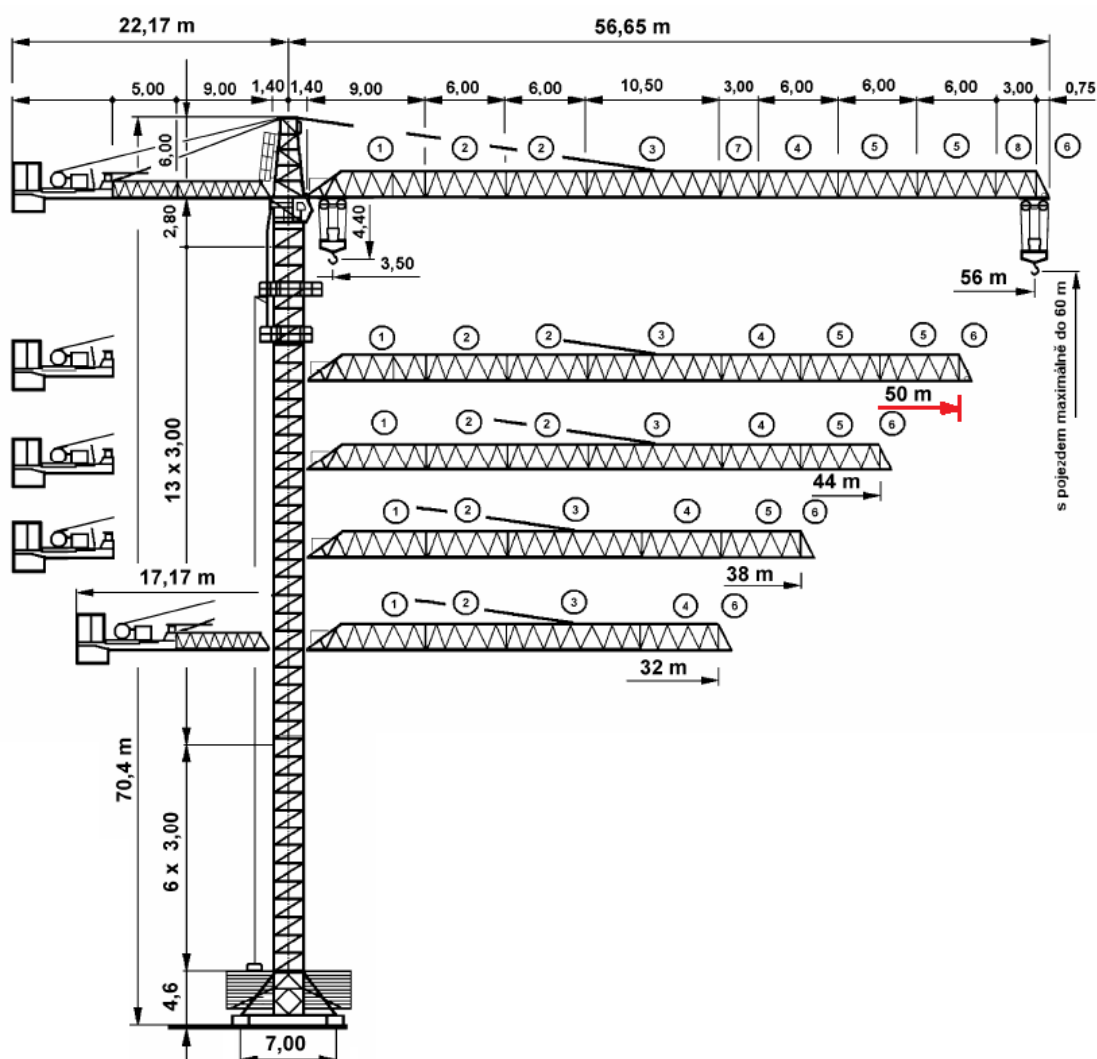 22,17 m 56,65 m
5,00 9,00 1,40 1,40 9,00 6,00 6,00 10,50 3,00 6,00 6,00 6,00 3,00 0,75
6,00
1 2 2 3 7 4 5 5 8 6
2,80
4,40
3,50
56 m
s pojezdem maximálně do 60 m
1 2 2 3 4 5 5 6
50 m
1 2 2 3 4 5 6
44 m
13 x 3,00
1 2 3 4 5 6
38 m
17,17 m
1 2 3 4 6
32 m
70,4 m
6 x 3,00
4,6
7,00